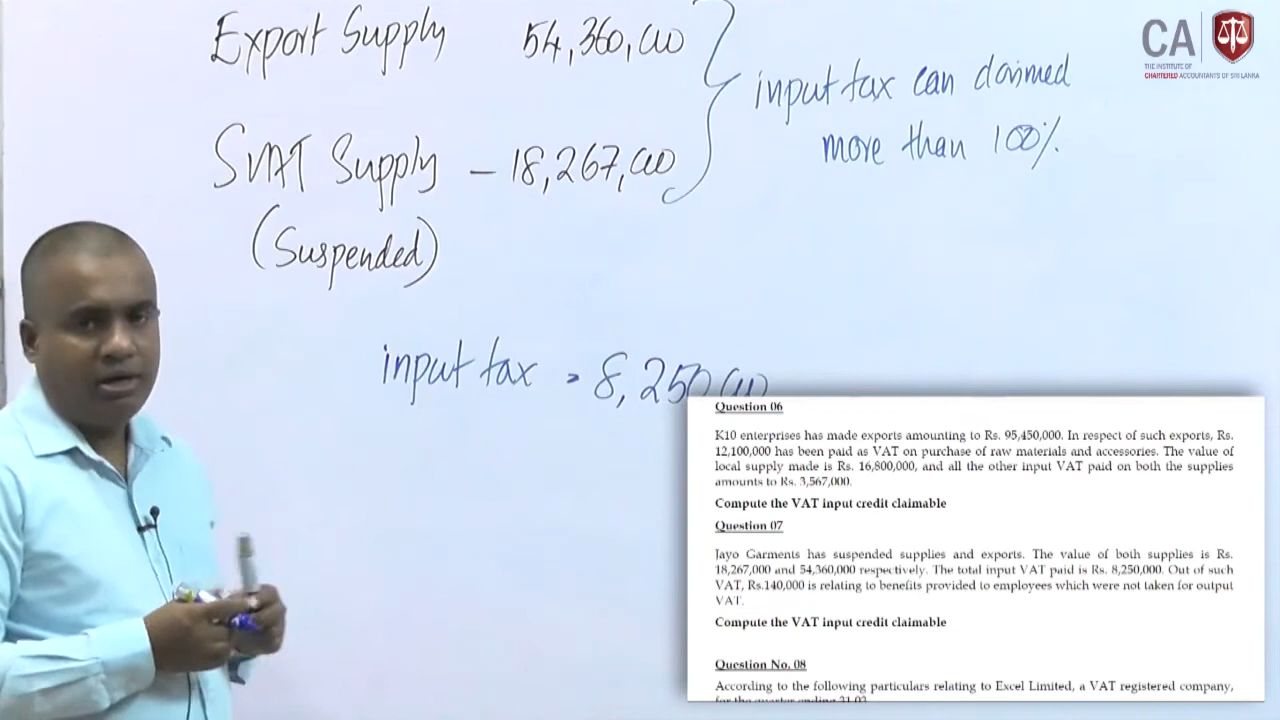 Export Supply 54,360,000
SVAT Supply - 18,267,000
(Suspended)
input tax can claimed
more than 100%
input tax = 8,250,000
CA
THE INSTITUTE OF
CHARTERED ACCOUNTANTS OF SRI LANKA
Question 06
K10 enterprises has made exports amounting to Rs. 95,450,000. In respect of such exports, Rs.
12,100,000 has been paid as VAT on purchase of raw materials and accessories. The value of
local supply made is Rs. 16,800,000, and all the other input VAT paid on both the supplies
amounts to Rs. 3,567,000.
Compute the VAT input credit claimable
Question 07
Jayo Garments has suspended supplies and exports. The value of both supplies is Rs.
18,267,000 and 54,360,000 respectively. The total input VAT paid is Rs. 8,250,000. Out of such
VAT, Rs.140,000 is relating to benefits provided to employees which were not taken for output
VAT.
Compute the VAT input credit claimable
Question No. 08
According to the following particulars relating to Excel Limited, a VAT registered company,
for the quarter ending 31.03